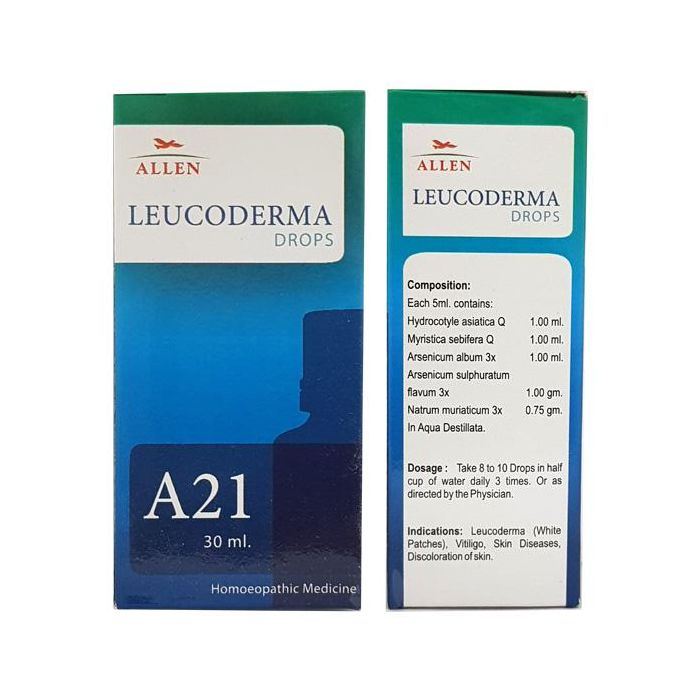 ALLEN
LEUCODERMA
DROPS
A21
30 ml.
Homoeopathic Medicine
ALLEN
LEUCODERMA
DROPS
Composition:
Each 5ml. contains:
Hydrocotyle asiatica Q 1.00 ml.
Myristica sebifera Q 1.00 ml.
Arsenicum album 3x 1.00 ml.
Arsenicum sulphuratum
flavum 3x 1.00 gm.
Natrum muriaticum 3x 0.75 gm.
In Aqua Destillata.
Dosage : Take 8 to 10 Drops in half
cup of water daily 3 times. Or as
directed by the Physician.
Indications: Leucoderma (White
Patches), Vitiligo, Skin Diseases,
Discoloration of skin.